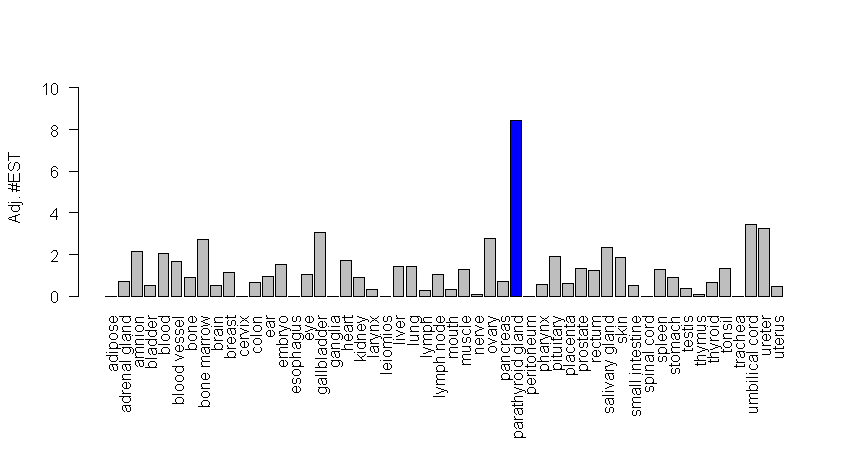 10
8
6
4
2
0
Adj. #EST
adipose
adrenal gland
amnion
bladder
blood
blood vessel
bone
bone marrow
brain
breast
cervix
colon
ear
embryo
esophagus
eye
gallbladder
ganglia
heart
kidney
larynx
leiomios
liver
lung
lymph
lymph node
mouth
muscle
nerve
ovary
pancreas
parathyroid gland
peritoneum
pharynx
pituitary
placenta
prostate
rectum
salivary gland
skin
small intestine
spinal cord
spleen
stomach
testis
thymus
thyroid
tonsil
trachea
umbilical cord
ureter
uterus